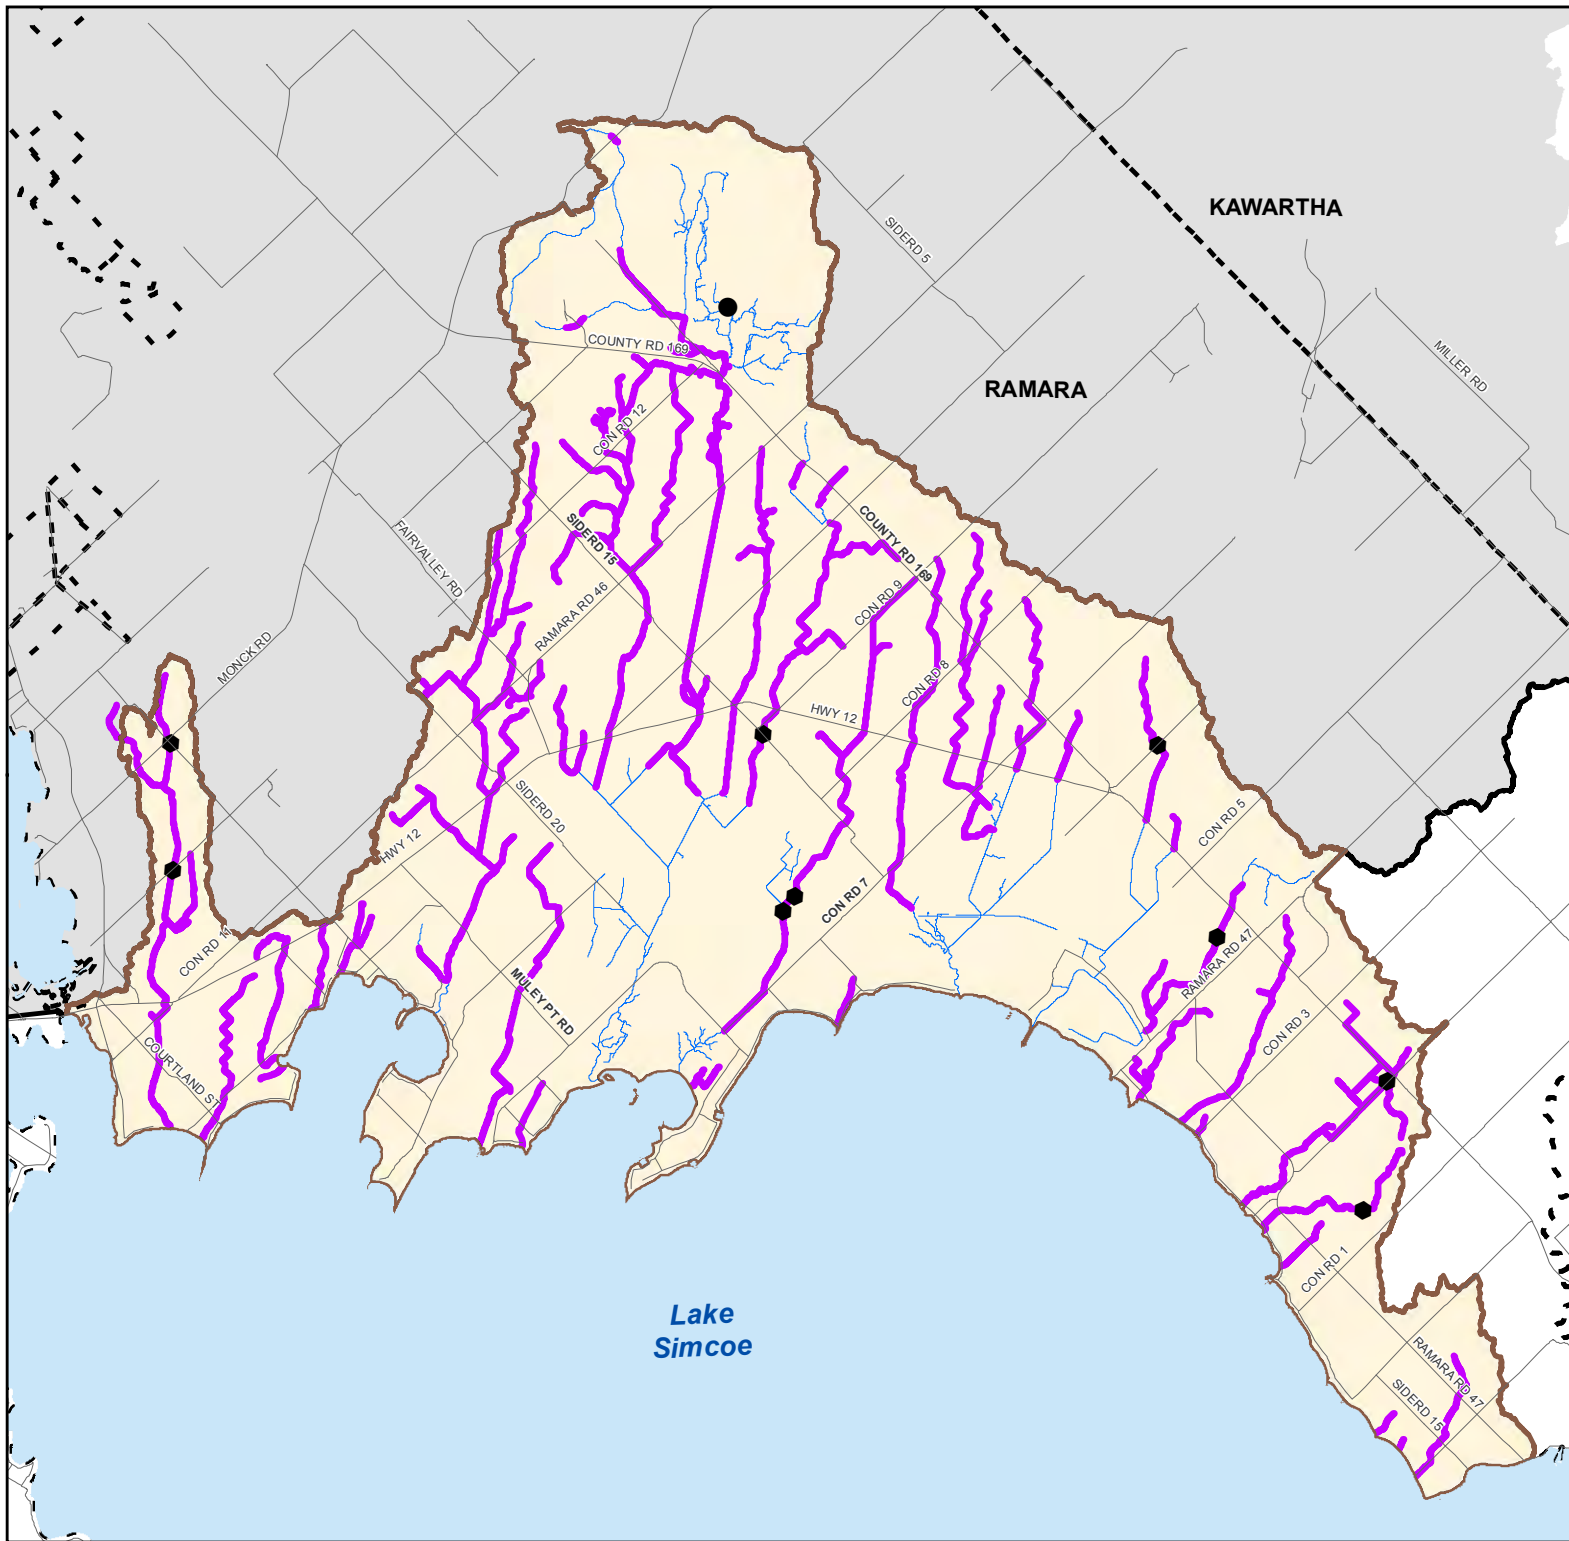 KAWARTHA
SIDERD 5
COUNTY RD 169
MILLER RD
RAMARA
CON RD 12
SIDERD 15
COUNTY RD 169
FAIRVALLEY RD
RAMARA RD 46
CON RD 9
MONCK RD
CON RD 8
HWY 12
SIDERD 20
HWY 12
CON RD 5
CON RD 7
CON RD 11
RAMARA RD 47
MULEY PT RD
CON RD 3
COURTLAND ST
CON RD 1
Lake
Simcoe
RAMARA RD 47
SIDERD 15